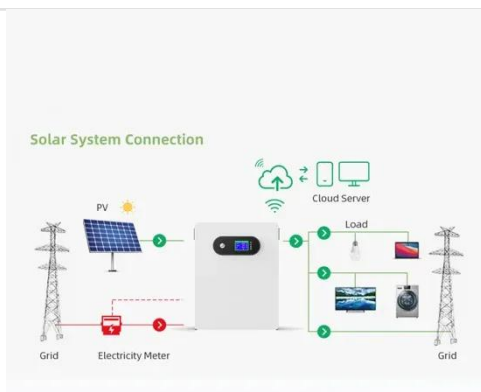 Solar System Connection
Cloud Server
PV
Load
Grid
Electricity Meter
Grid